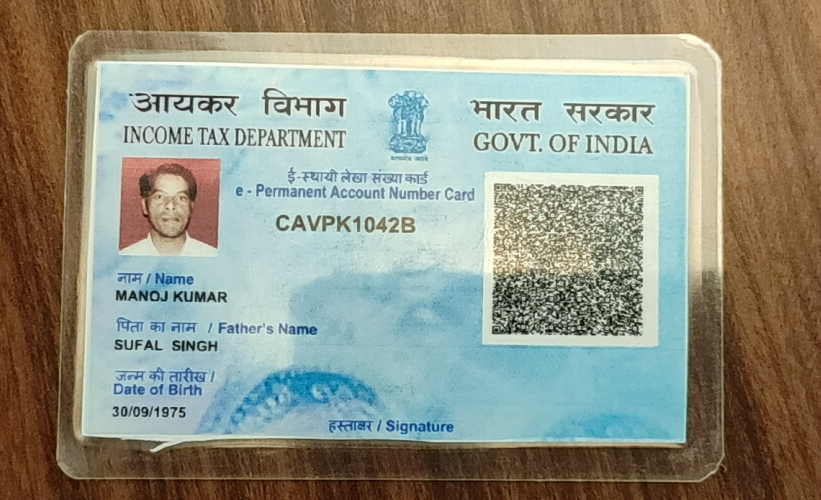 आयकर विभाग
INCOME TAX DEPARTMENT
भारत सरकार
GOVT. OF INDIA
ई-स्थायी लेखा संख्या कार्ड
e - Permanent Account Number Card
CAVPK1042B
नाम / Name
MANOJ KUMAR
पिता का नाम / Father's Name
SUFAL SINGH
जन्म की तारीख /
Date of Birth
30/09/1975
हस्ताक्षर / Signature